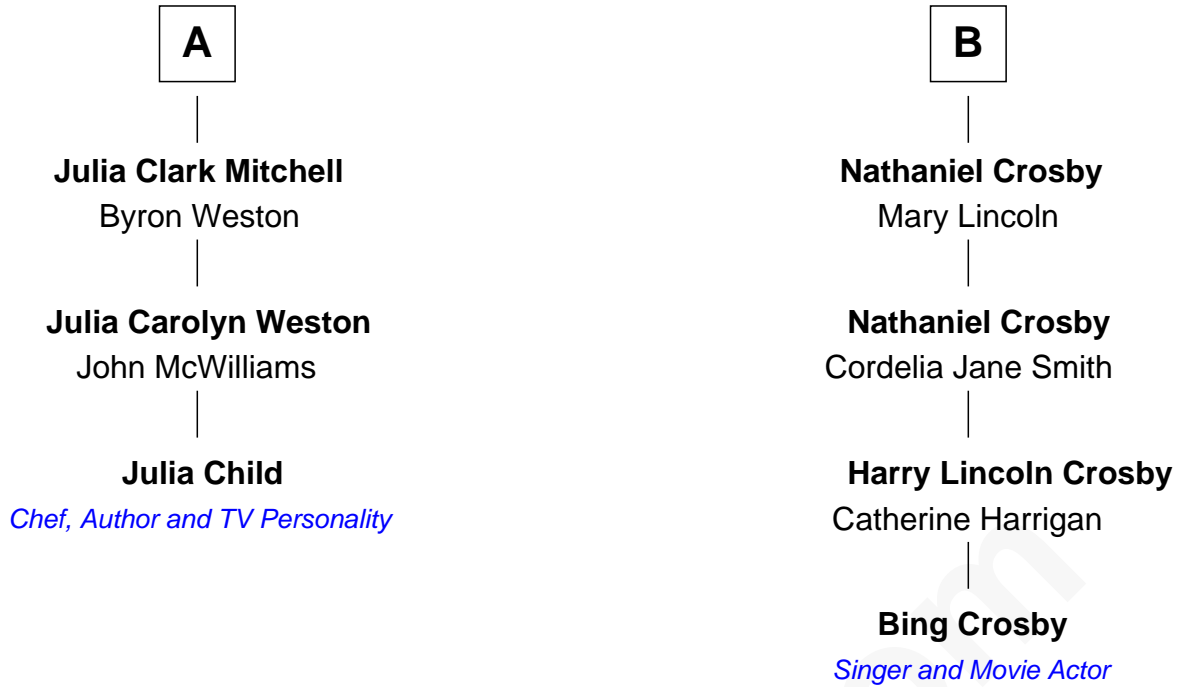 A
Julia Clark Mitchell
Byron Weston
Julia Carolyn Weston
John McWilliams
Julia Child
Chef, Author and TV Personality
B
Nathaniel Crosby
Mary Lincoln
Nathaniel Crosby
Cordelia Jane Smith
Harry Lincoln Crosby
Catherine Harrigan
Bing Crosby
Singer and Movie Actor